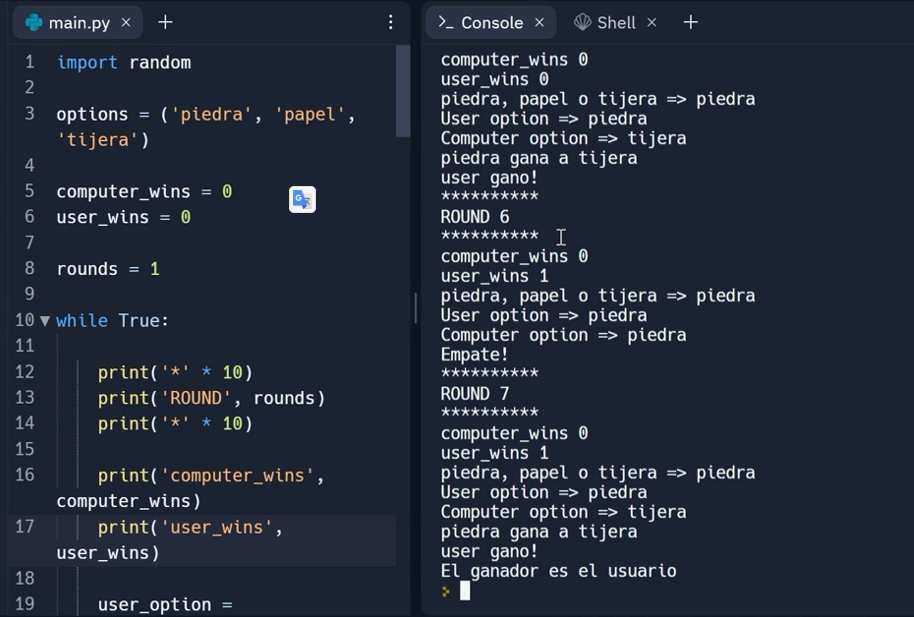 main.py
1 import random
2
3 options = ('piedra', 'papel',
'tijera')
4
5 computer_wins = 0
6 user_wins = 0
7
8 rounds = 1
9
10 while True:
11
12 print('*' * 10)
13 print('ROUND', rounds)
14 print('*' * 10)
15
16 print('computer_wins',
computer_wins)
17 print('user_wins',
user_wins)
18
19 user_option =
Console
Shell
computer_wins 0
user_wins 0
piedra, papel o tijera => piedra
User option => piedra
Computer option => tijera
piedra gana a tijera
user gano!
**********
ROUND 6
**********
computer_wins 0
user_wins 1
piedra, papel o tijera => piedra
User option => piedra
Computer option => piedra
Empate!
**********
ROUND 7
**********
computer_wins 0
user_wins 1
piedra, papel o tijera => piedra
User option => piedra
Computer option => tijera
piedra gana a tijera
user gano!
El ganador es el usuario